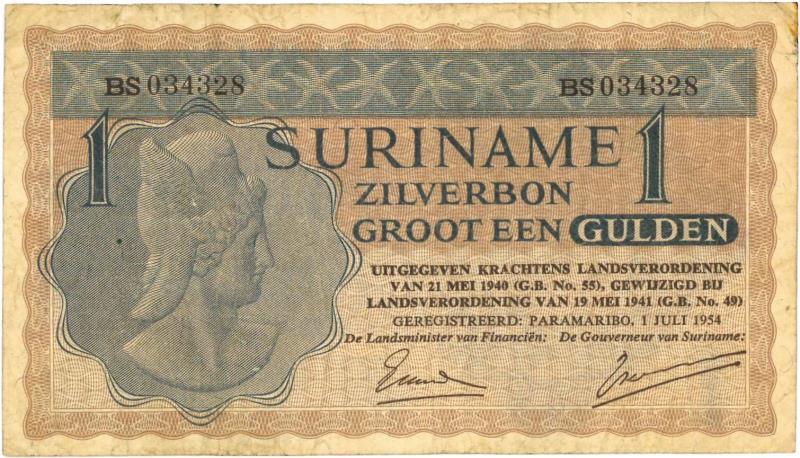 BS 034328 BS 034328
1 SURINAME 1
ZILVERBON
GROOT EEN GULDEN
UITGEGEVEN KRACHTENS LANDSVERORDENING
VAN 21 MEI 1940 (G.B. No. 55), GEWIJZIGD BIJ
LANDSVERORDENING VAN 19 MEI 1941 (G.B. No. 49)
GEREGISTREERD: PARAMARIBO, 1 JULI 1954
De Landsminister van Financiën: De Gouverneur van Suriname: